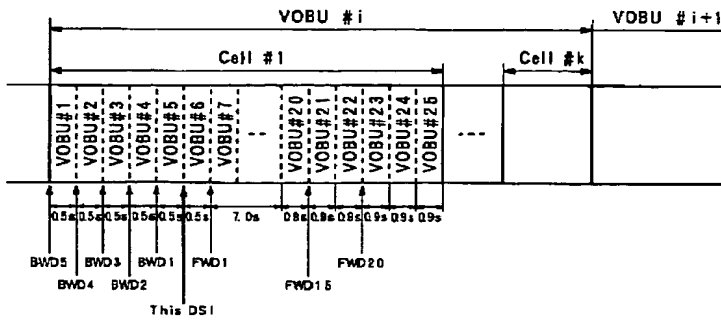 VOBU #i
VOBU #i+1
Cell #1
Cell #k
VOBU#1
VOBU#2
VOBU#3
VOBU#4
VOBU#5
VOBU#6
VOBU#7
--
VOBU#20
VOBU#21
VOBU#22
VOBU#23
VOBU#24
VOBU#25
---
0.5s 0.5s 0.5s 0.5s 0.5s 0.5s 7.0s 0.8s 0.8s 0.8s 0.9s 0.9s 0.9s
BWD5 BWD3 BWD1 FWD1 FWD20
BWD4 BWD2 FWD15
This DSI